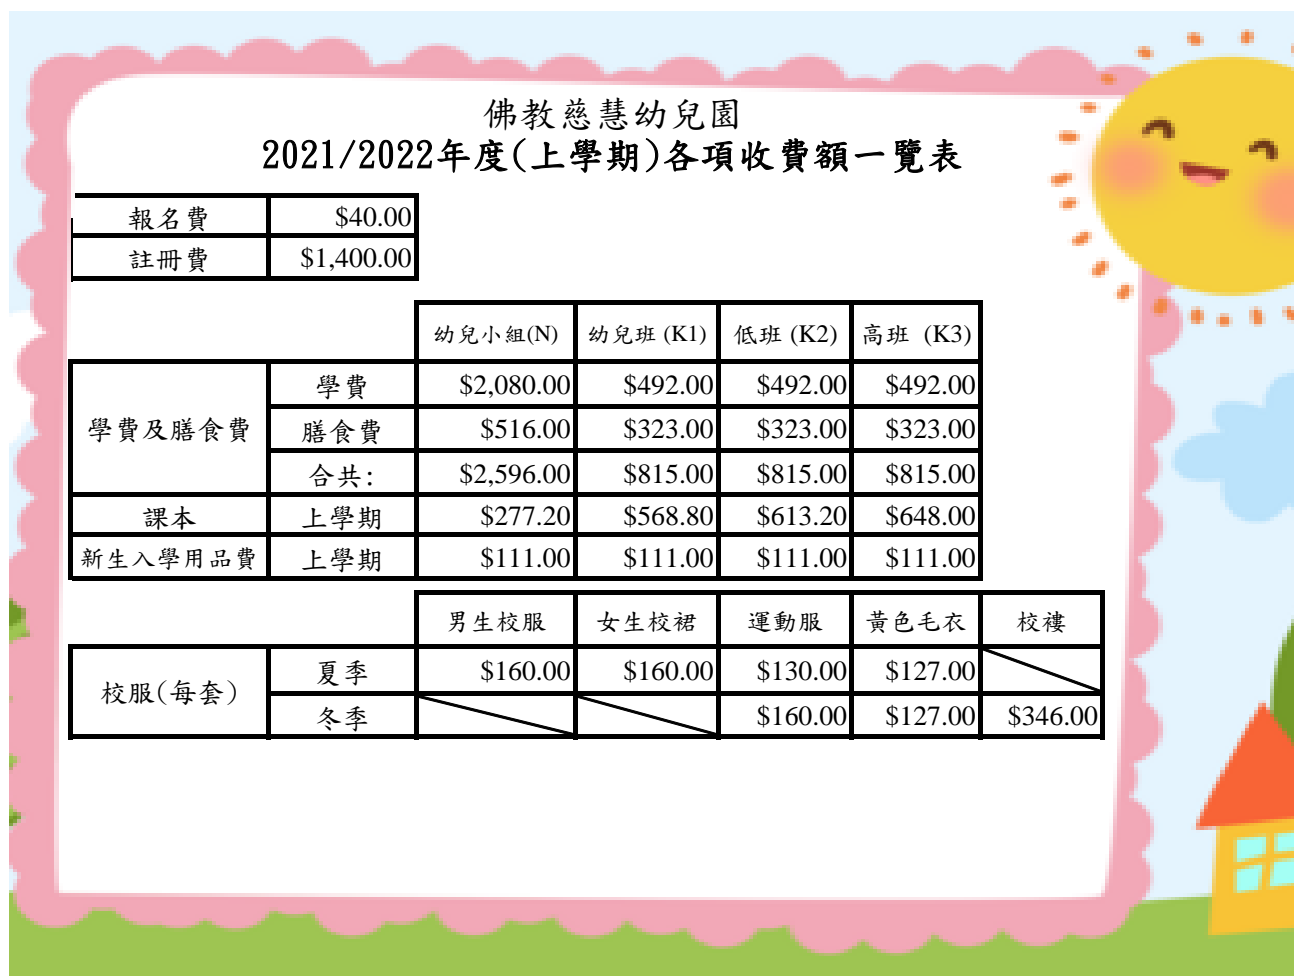 佛教慈慧幼兒園
2021/2022年度(上學期)各項收費額一覽表
報名費 $40.00
註冊費 $1,400.00
幼兒小組(N) 幼兒班 (K1) 低班 (K2) 高班 (K3)
學費及膳食費 學費 $2,080.00 $492.00 $492.00 $492.00
膳食費 $516.00 $323.00 $323.00 $323.00
合共: $2,596.00 $815.00 $815.00 $815.00
課本 上學期 $277.20 $568.80 $613.20 $648.00
新生入學用品費 上學期 $111.00 $111.00 $111.00 $111.00
男生校服 女生校裙 運動服 黃色毛衣 校褸
校服(每套) 夏季 $160.00 $160.00 $130.00 $127.00
冬季 $160.00 $127.00 $346.00